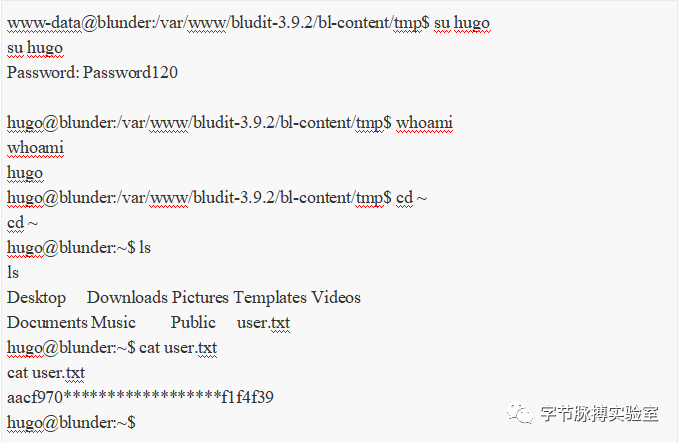 www-data@blunder:/var/www/bludit-3.9.2/bl-content/tmp$ su hugo
su hugo
Password: Password120
hugo@blunder:/var/www/bludit-3.9.2/bl-content/tmp$ whoami
whoami
hugo
hugo@blunder:/var/www/bludit-3.9.2/bl-content/tmp$ cd ~
cd ~
hugo@blunder:~$ ls
ls
Desktop Downloads Pictures Templates Videos
Documents Music Public user.txt
hugo@blunder:~$ cat user.txt
cat user.txt
aacf970******************f1f4f39
hugo@blunder:~$
字节脉搏实验室